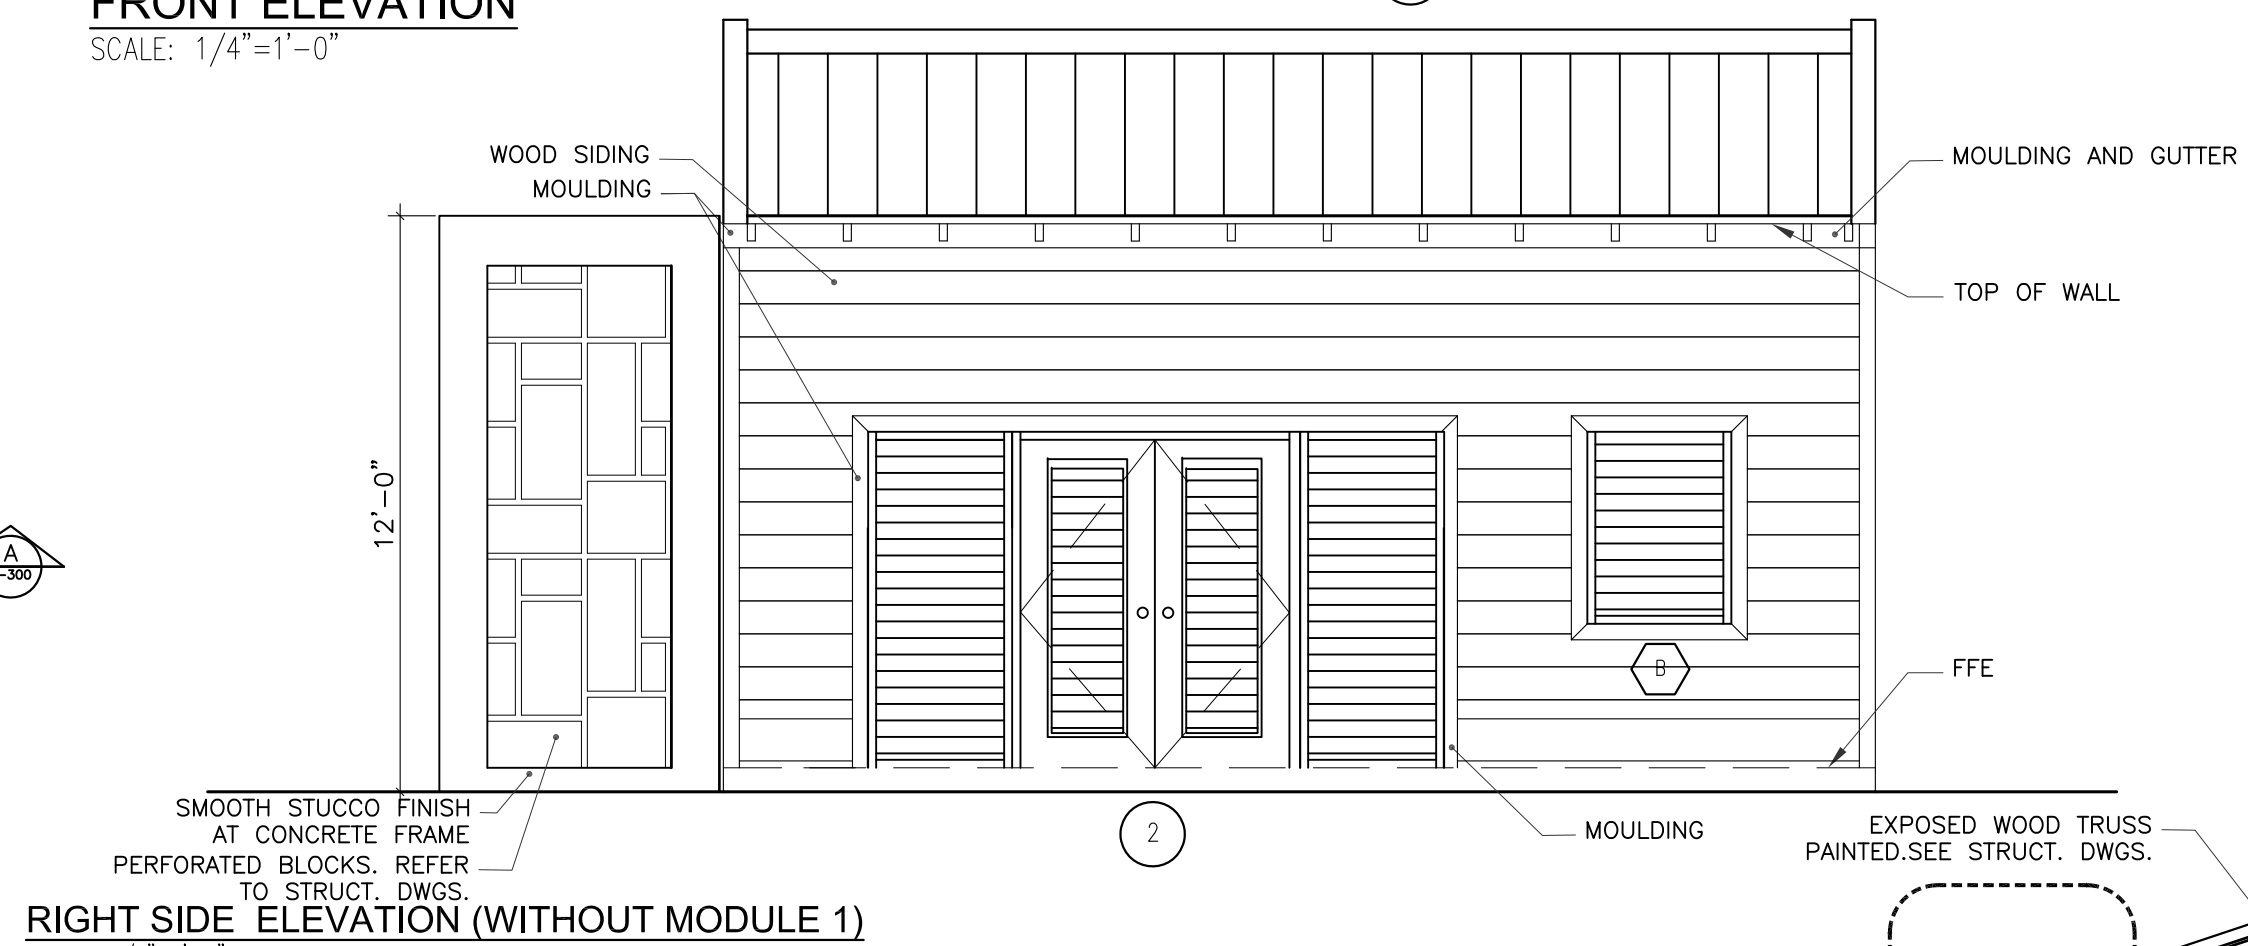 FRONT ELEVATION
SCALE: 1/4"=1'-0"
WOOD SIDING
MOULDING
MOULDING AND GUTTER
TOP OF WALL
12'-0"
A
-300
B
FFE
SMOOTH STUCCO FINISH
AT CONCRETE FRAME
PERFORATED BLOCKS. REFER
TO STRUCT. DWGS.
2
MOULDING
EXPOSED WOOD TRUSS
PAINTED.SEE STRUCT. DWGS.
RIGHT SIDE ELEVATION (WITHOUT MODULE 1)